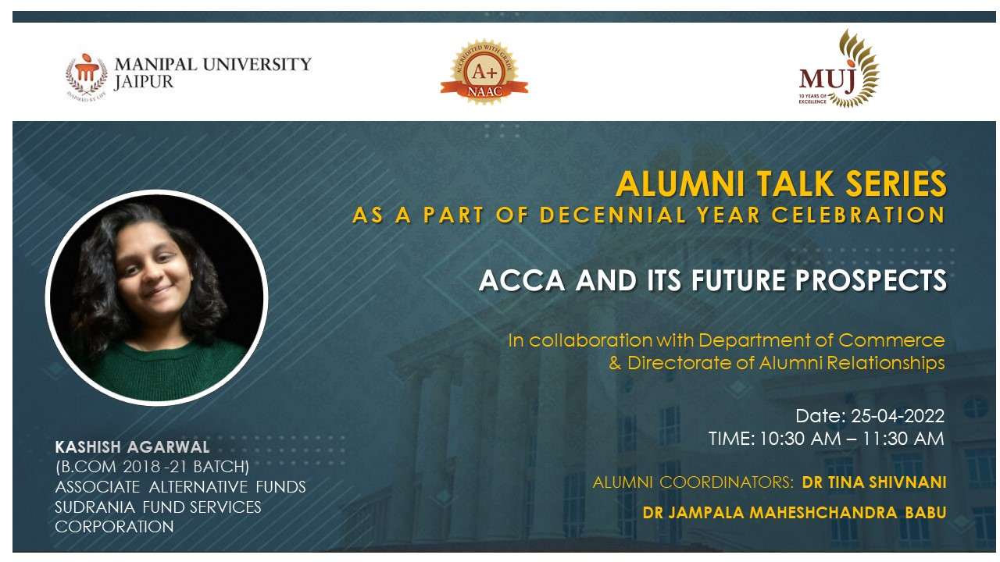 MANIPAL UNIVERSITY
JAIPUR
INSPIRED BY LIFE
ACCREDITED WITH GRADE
A+
NAAC
MUJ
10 YEARS OF
EXCELLENCE
ALUMNI TALK SERIES
AS A PART OF DECENNIAL YEAR CELEBRATION
ACCA AND ITS FUTURE PROSPECTS
In collaboration with Department of Commerce
& Directorate of Alumni Relationships
Date: 25-04-2022
TIME: 10:30 AM – 11:30 AM
ALUMNI COORDINATORS: DR TINA SHIVNANI
DR JAMPALA MAHESHCHANDRA BABU
KASHISH AGARWAL
(B.COM 2018 -21 BATCH)
ASSOCIATE ALTERNATIVE FUNDS
SUDRANIA FUND SERVICES
CORPORATION